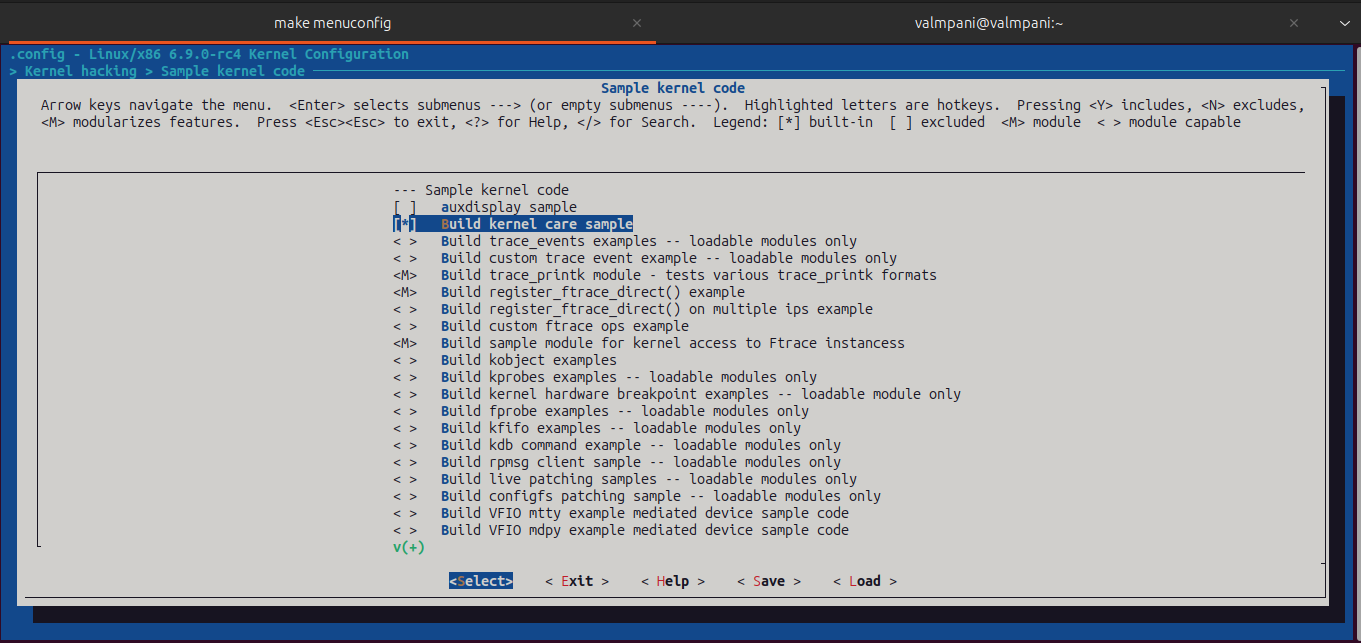 make menuconfig × valmpani@valmpani:~ ×
.config - Linux/x86 6.9.0-rc4 Kernel Configuration
> Kernel hacking > Sample kernel code
Sample kernel code
Arrow keys navigate the menu.  <Enter> selects submenus ---> (or empty submenus ----).  Highlighted letters are hotkeys.  Pressing <Y> includes, <N> excludes,
<M> modularizes features.  Press <Esc><Esc> to exit, <?> for Help, </> for Search.  Legend: [*] built-in  [ ] excluded  <M> module  < > module capable
--- Sample kernel code
[ ]   auxdisplay sample
[*]   Build kernel care sample
< >   Build trace_events examples -- loadable modules only
< >   Build custom trace event example -- loadable modules only
<M>   Build trace_printk module - tests various trace_printk formats
<M>   Build register_ftrace_direct() example
< >   Build register_ftrace_direct() on multiple ips example
< >   Build custom ftrace ops example
<M>   Build sample module for kernel access to Ftrace instancess
< >   Build kobject examples
< >   Build kprobes examples -- loadable modules only
< >   Build kernel hardware breakpoint examples -- loadable module only
< >   Build fprobe examples -- loadable modules only
< >   Build kfifo examples -- loadable modules only
< >   Build kdb command example -- loadable modules only
< >   Build rpmsg client sample -- loadable modules only
< >   Build live patching samples -- loadable modules only
< >   Build configfs patching sample -- loadable modules only
< >   Build VFIO mtty example mediated device sample code
< >   Build VFIO mdpy example mediated device sample code
v(+)
<Select>    < Exit >    < Help >    < Save >    < Load >